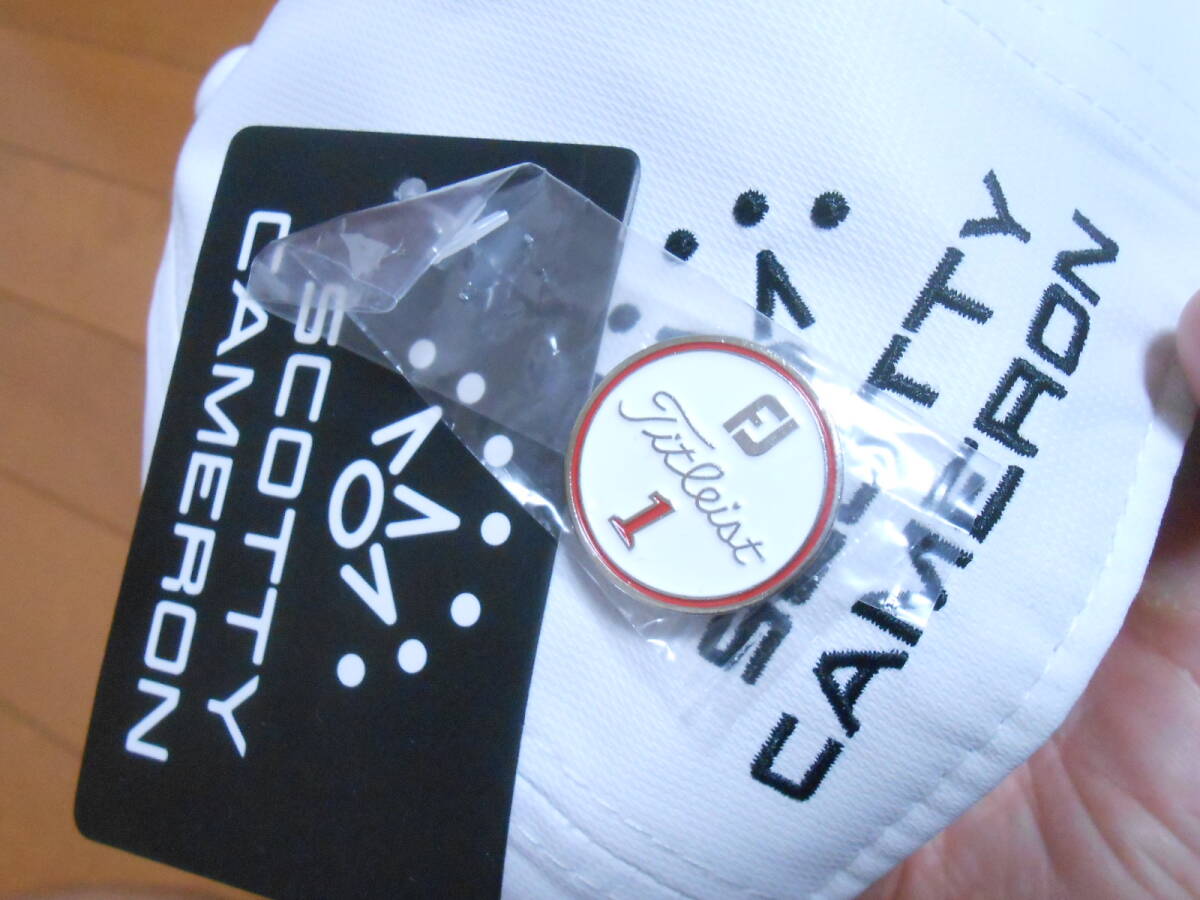 SCOTTY
CAMERON
FJ
Titleist
1
SCOTTY
CAMERON